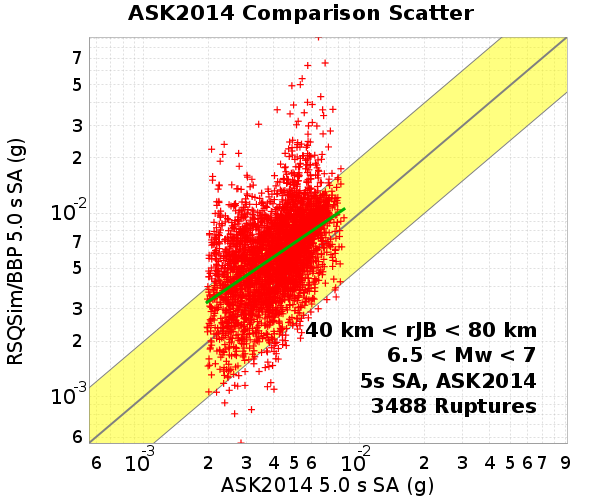 ASK2014 Comparison Scatter
RSQSim/BBP 5.0 s SA (g)
7
5
3
2
10-2
7
5
3
2
10-3
6
40 km < rJB < 80 km
6.5 < Mw < 7
5s SA, ASK2014
3488 Ruptures
6 10-3 2 3 4 5 6 10-2 2 3 4 5 6 7 9
ASK2014 5.0 s SA (g)